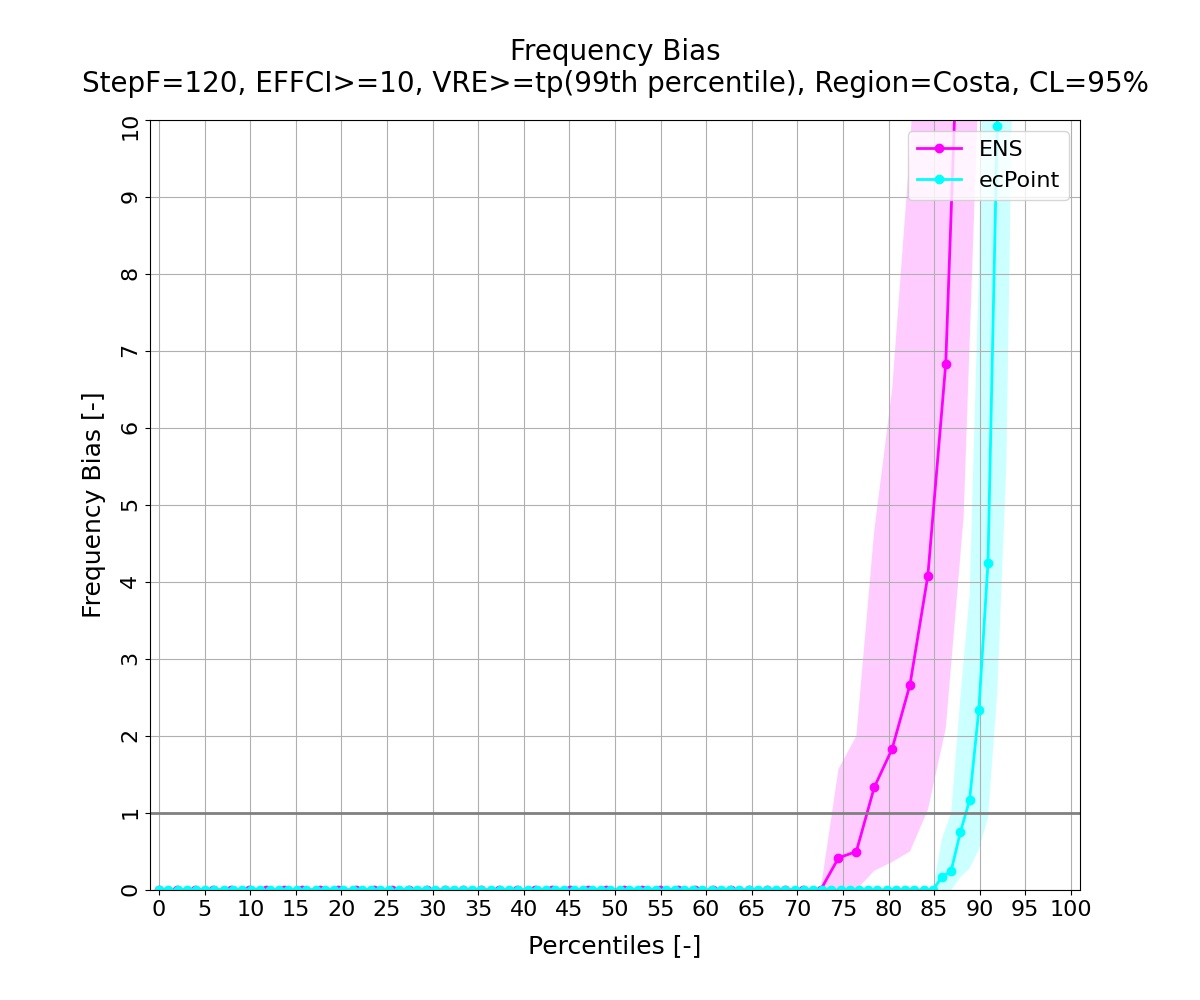 Frequency Bias
StepF=120, EFFCI>=10, VRE>=tp(99th percentile), Region=Costa, CL=95%
ENS
ecPoint
10
9
8
7
6
5
4
3
2
1
0
Frequency Bias [-]
0 5 10 15 20 25 30 35 40 45 50 55 60 65 70 75 80 85 90 95 100
Percentiles [-]